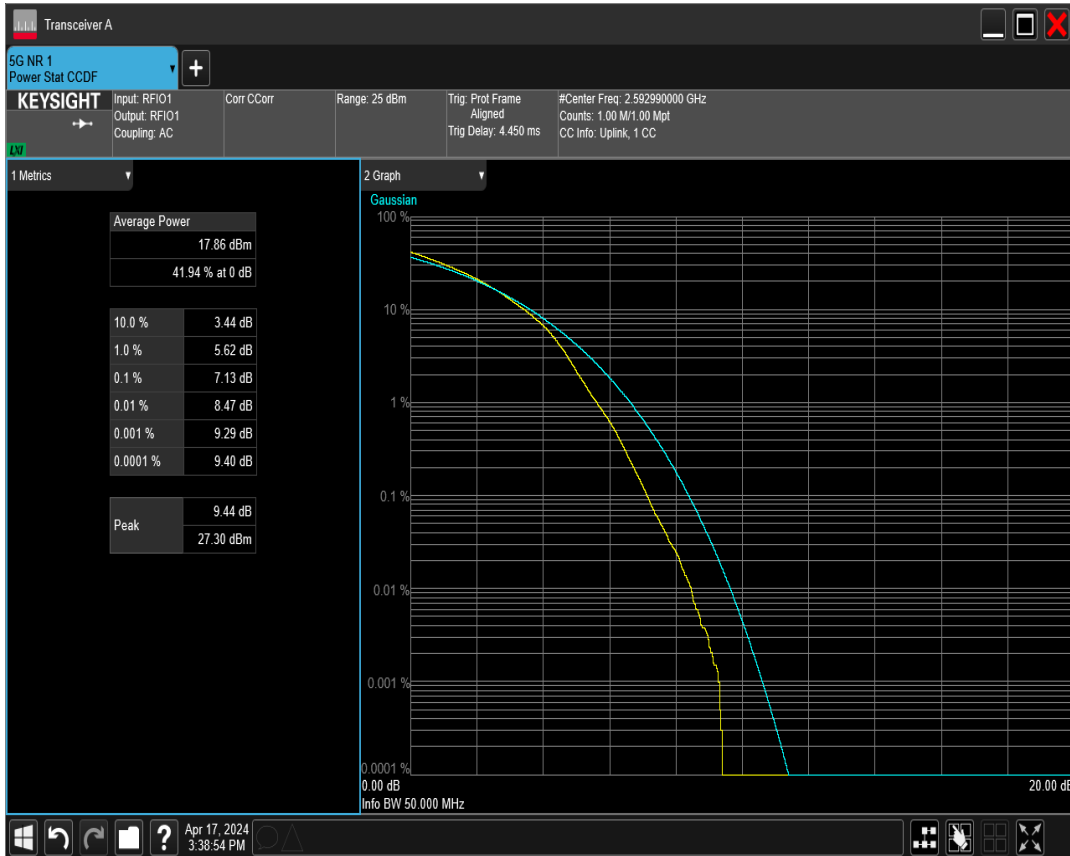 Transceiver A
5G NR 1
Power Stat CCDF
KEYSIGHT
LXI
Input: RFIO1
Output: RFIO1
Coupling: AC
Corr CCorr
Range: 25 dBm
Trig: Prot Frame
Aligned
Trig Delay: 4.450 ms
#Center Freq: 2.592990000 GHz
Counts: 1.00 M/1.00 Mpt
CC Info: Uplink, 1 CC
1 Metrics
Average Power
17.86 dBm
41.94 % at 0 dB
10.0 % 3.44 dB
1.0 % 5.62 dB
0.1 % 7.13 dB
0.01 % 8.47 dB
0.001 % 9.29 dB
0.0001 % 9.40 dB
Peak
9.44 dB
27.30 dBm
2 Graph
Gaussian
100 %
10 %
1 %
0.1 %
0.01 %
0.001 %
0.0001 %
0.00 dB 20.00 dB
Info BW 50.000 MHz
?
Apr 17, 2024
3:38:54 PM